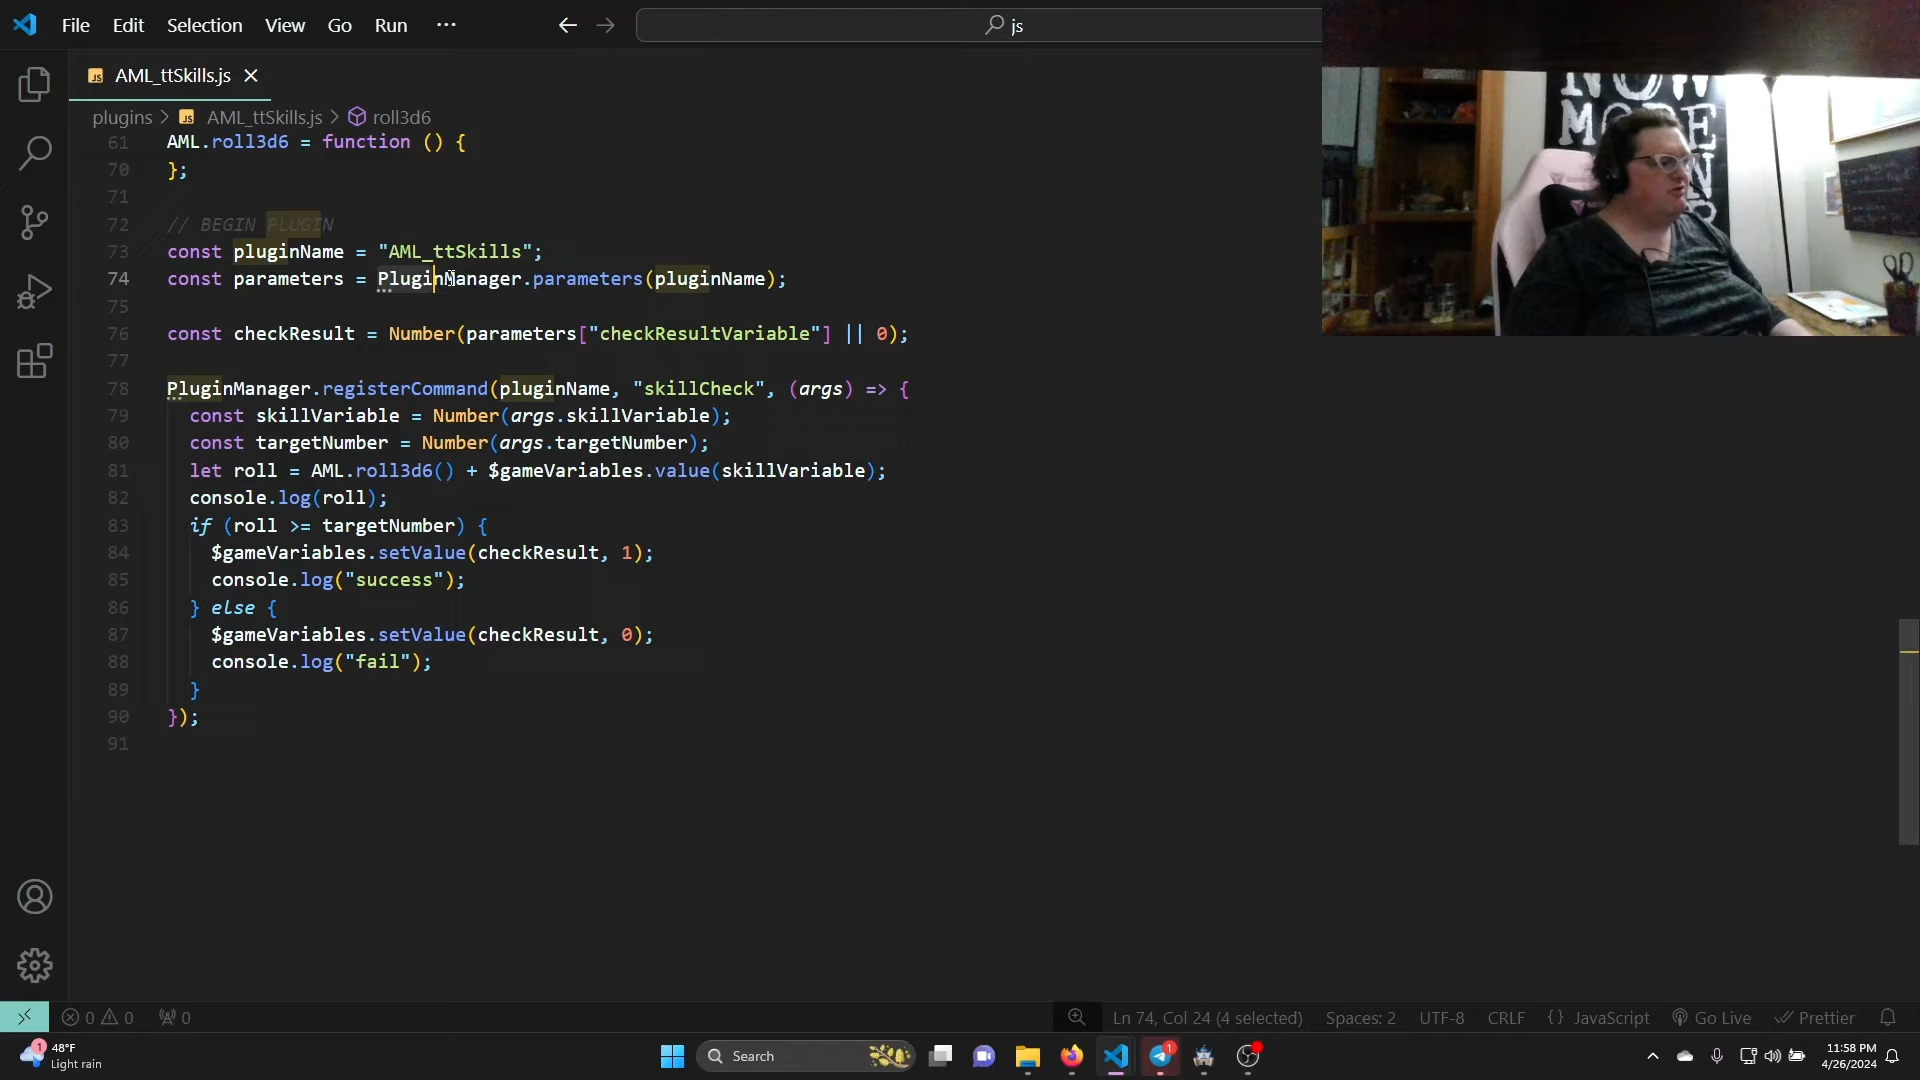 File Edit Selection View Go Run ··· js
AML_ttSkills.js
plugins > AML_ttSkills.js > roll3d6
61 AML.roll3d6 = function () {
70 };
71
72 // BEGIN PLUGIN
73 const pluginName = "AML_ttSkills";
74 const parameters = PluginManager.parameters(pluginName);
75
76 const checkResult = Number(parameters["checkResultVariable"] || 0);
77
78 PluginManager.registerCommand(pluginName, "skillCheck", (args) => {
79 const skillVariable = Number(args.skillVariable);
80 const targetNumber = Number(args.targetNumber);
81 let roll = AML.roll3d6() + $gameVariables.value(skillVariable);
82 console.log(roll);
83 if (roll >= targetNumber) {
84 $gameVariables.setValue(checkResult, 1);
85 console.log("success");
86 } else {
87 $gameVariables.setValue(checkResult, 0);
88 console.log("fail");
89 }
90 });
91
0 0 0 Ln 74, Col 24 (4 selected) Spaces: 2 UTF-8 CRLF {} JavaScript Go Live Prettier
1 48°F
Light rain
Search
1
11:58 PM
4/26/2024
NOW
MORE